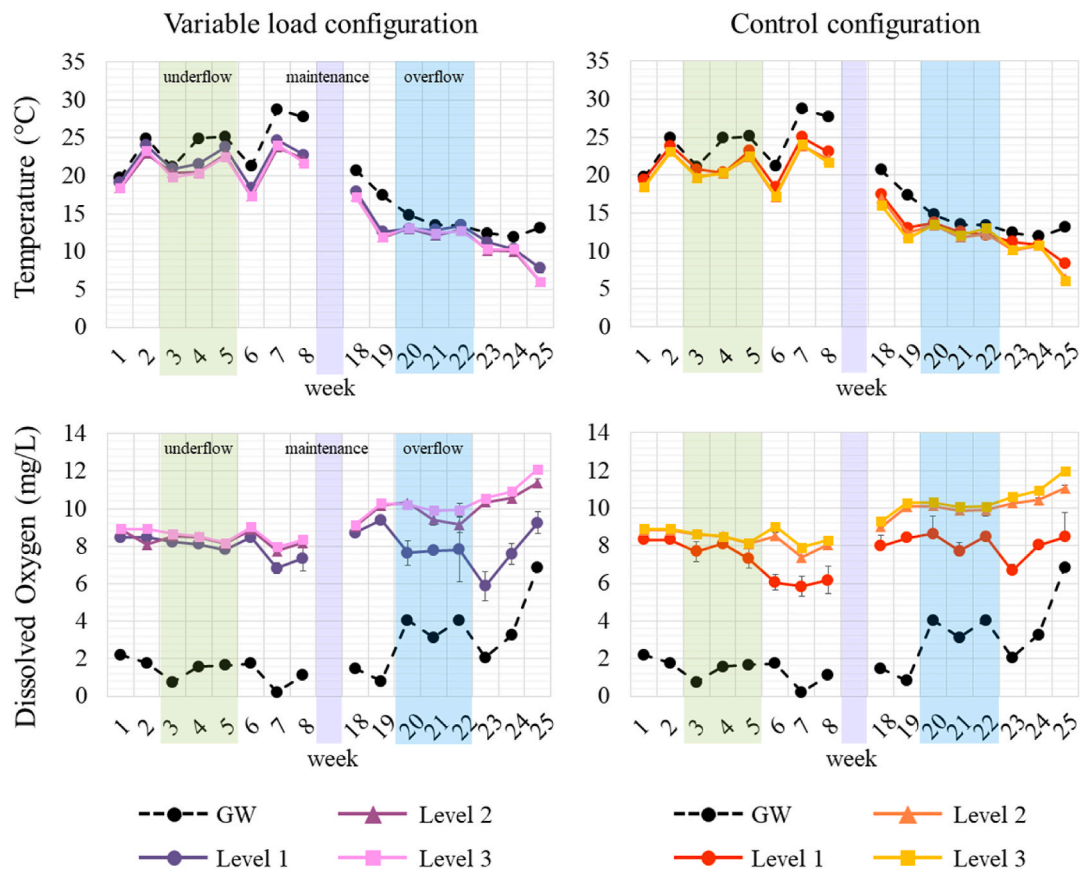 Variable load configuration
Control configuration
Temperature (°C)
35
30
25
20
15
10
5
0
underflow
maintenance
overflow
1 2 3 4 5 6 7 8 18 19 20 21 22 23 24 25
week
35
30
25
20
15
10
5
0
1 2 3 4 5 6 7 8 18 19 20 21 22 23 24 25
week
Dissolved Oxygen (mg/L)
14
12
10
8
6
4
2
0
underflow
maintenance
overflow
1 2 3 4 5 6 7 8 18 19 20 21 22 23 24 25
week
14
12
10
8
6
4
2
0
1 2 3 4 5 6 7 8 18 19 20 21 22 23 24 25
week
GW
Level 2
Level 1
Level 3
GW
Level 2
Level 1
Level 3